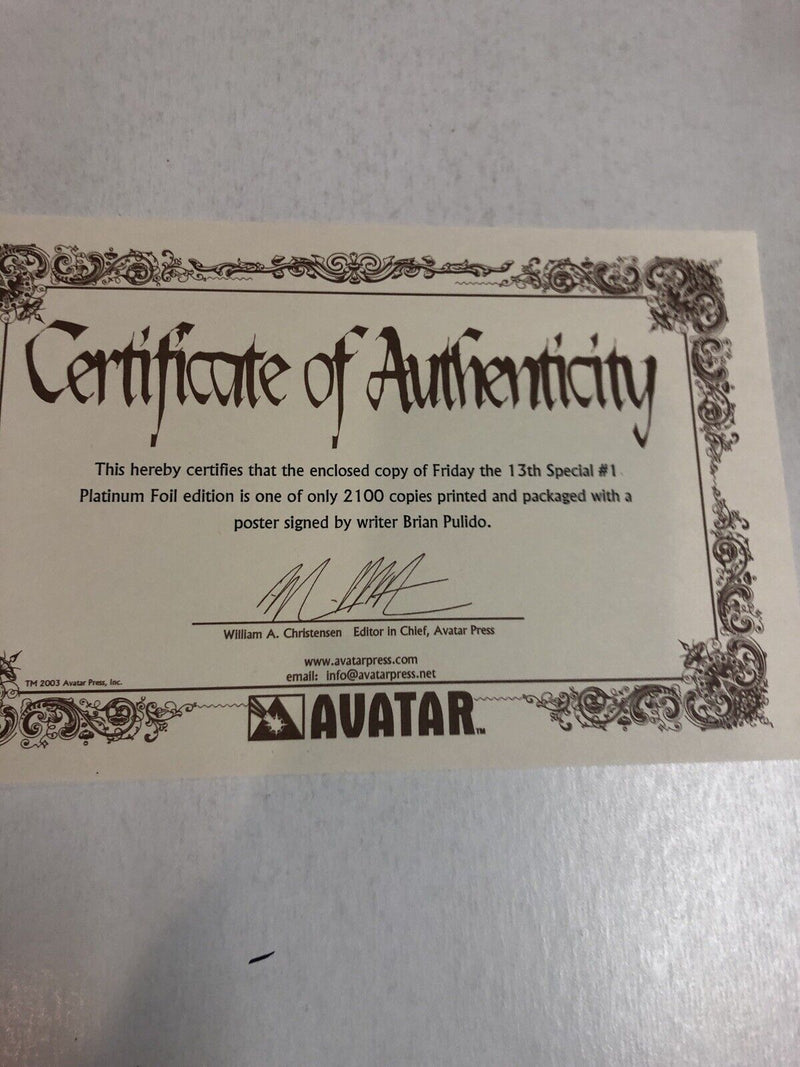 Certificate of Authenticity
This hereby certifies that the enclosed copy of Friday the 13th Special #1
Platinum Foil edition is one of only 2100 copies printed and packaged with a
poster signed by writer Brian Pulido.
William A. Christensen Editor in Chief, Avatar Press
www.avatarpress.com
email: info@avatarpress.net
TM 2003 Avatar Press, Inc.
AVATAR™